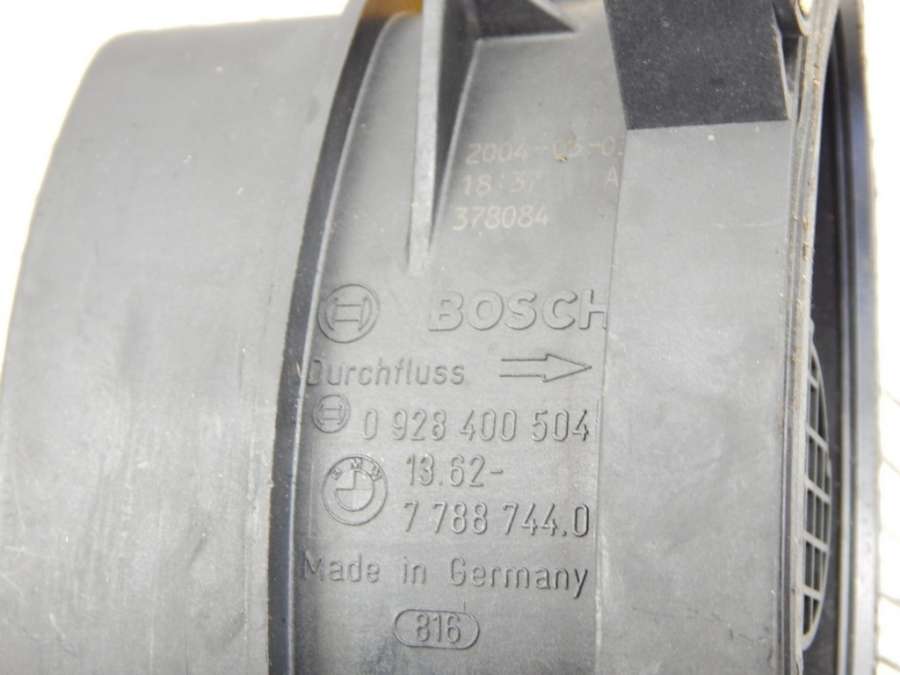 18:37 A
378084
BOSCH
Durchfluss
0 928 400 504
BMW 13.62-
7 788 744.0
Made in Germany
816